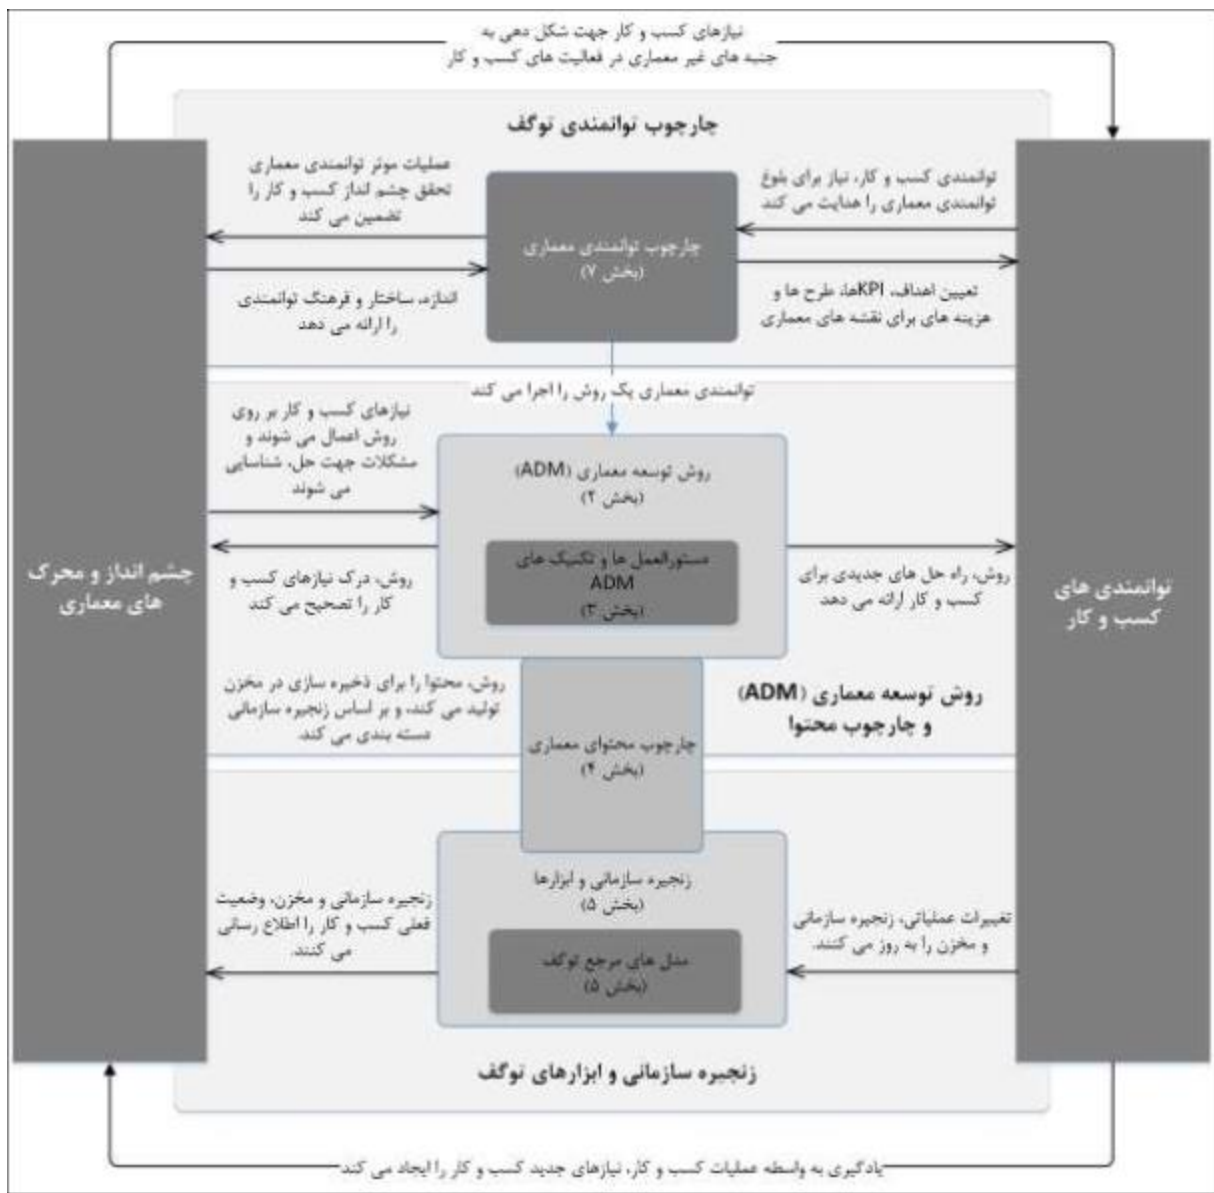 نیازهای کسب و کار جهت شکل دهی به
جنبه های غیر معماری در فعالیت های کسب و کار
چارچوب توانمندی توگف
توانمندی کسب و کار، نیاز برای بلوغ
توانمندی معماری را هدایت می کند
عملیات موثر توانمندی معماری
تحقق چشم انداز کسب و کار را
تضمین می کند
چارچوب توانمندی معماری
(بخش ۷)
تعیین اهداف، KPIها، طرح ها و
هزینه های برای نقشه های معماری
اندازه، ساختار و فرهنگ توانمندی
را ارائه می دهد
توانمندی معماری یک روش را اجرا می کند
نیازهای کسب و کار بر روی
روش اعمال می شوند و
مشکلات جهت حل، شناسایی
می شوند
روش توسعه معماری (ADM)
(بخش ۲)
دستورالعمل ها و تکنیک های
ADM
(بخش ۳)
توانمندی های
کسب و کار
چشم انداز و محرک
های معماری
روش، راه حل های جدیدی برای
کسب و کار ارائه می دهد
روش، درک نیازهای کسب و
کار را تصحیح می کند
روش توسعه معماری (ADM)
و چارچوب محتوا
روش، محتوا را برای ذخیره سازی در مخزن
تولید می کند، و بر اساس زنجیره سازمانی
دسته بندی می کند.
چارچوب محتوای معماری
(بخش ۴)
زنجیره سازمانی و ابزارها
(بخش ۵)
مدل های مرجع توگف
(بخش ۵)
تغییرات عملیاتی، زنجیره سازمانی
و مخزن را به روز می کنند.
زنجیره سازمانی و مخزن، وضعیت
فعلی کسب و کار را اطلاع رسانی
می کنند.
زنجیره سازمانی و ابزارهای توگف
یادگیری به واسطه عملیات کسب و کار، نیازهای جدید کسب و کار را ایجاد می کند